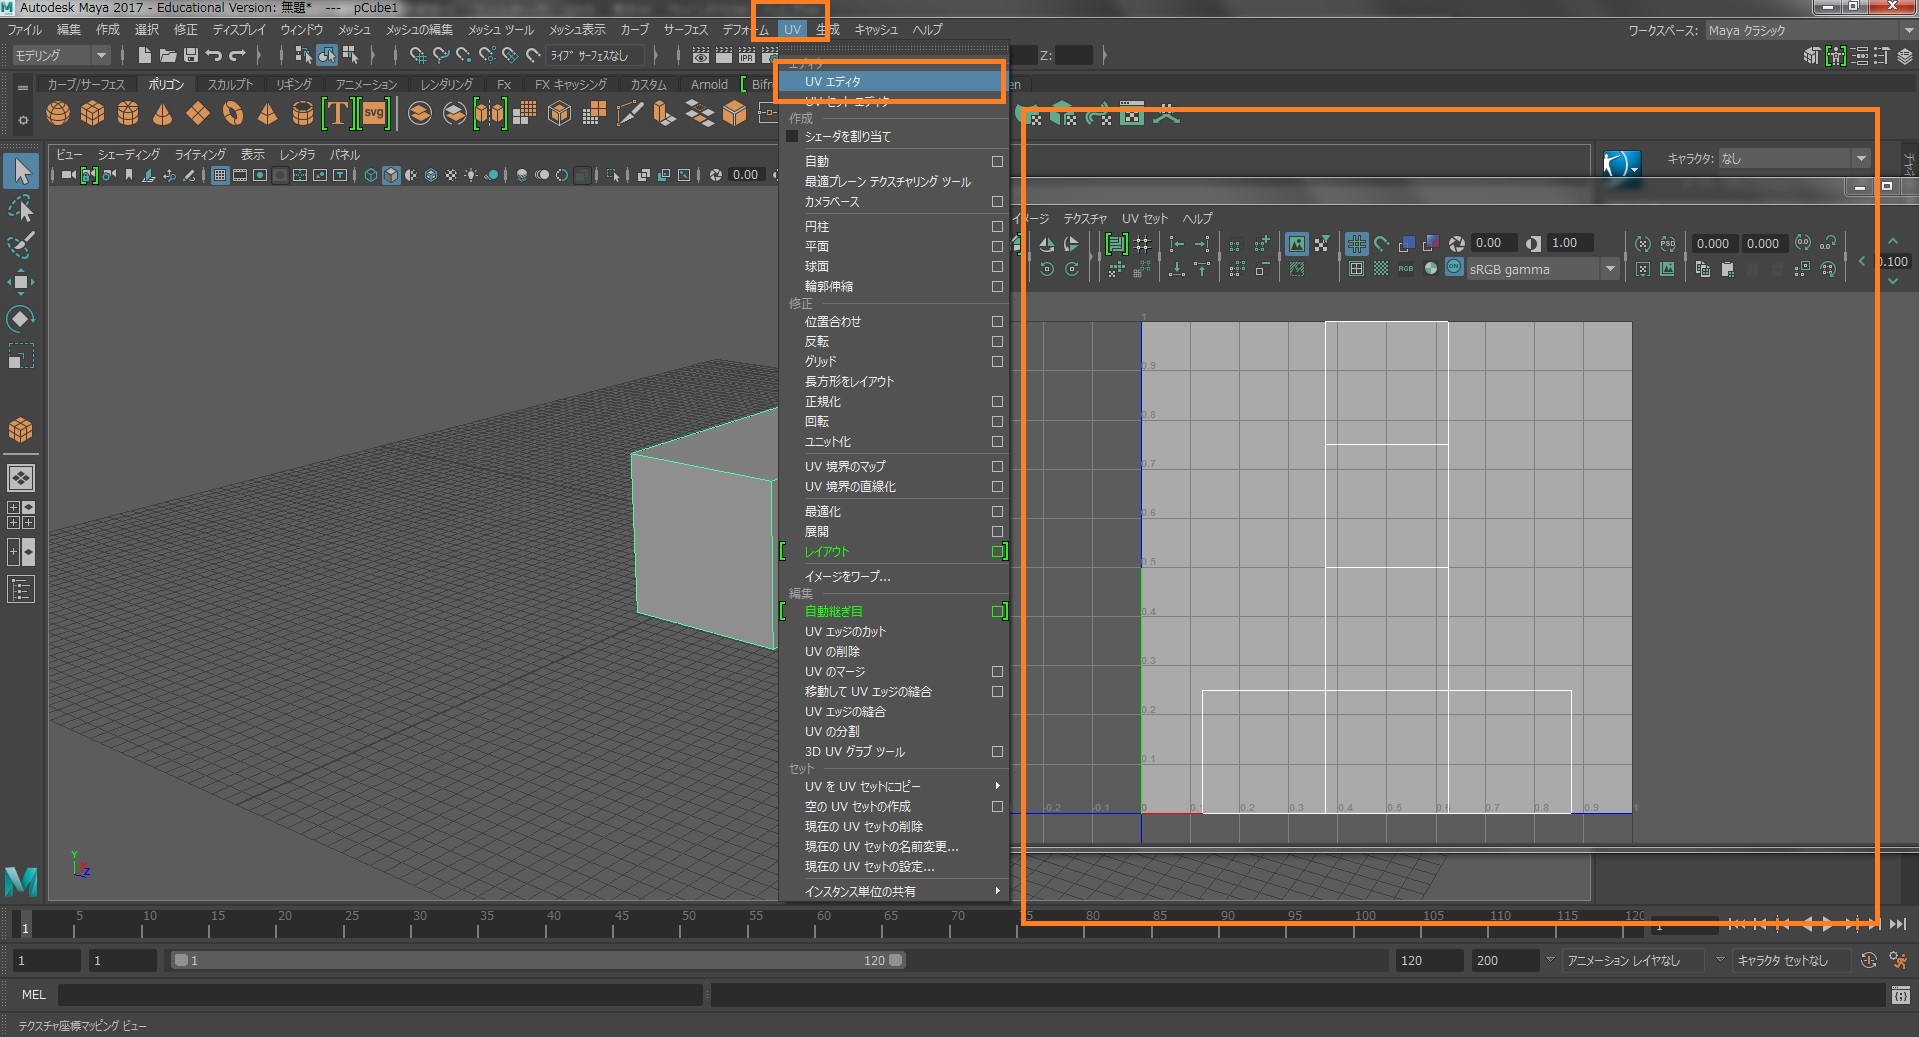 Autodesk Maya 2017 - Educational Version: 無題* --- pCube1
ファイル 編集 作成 選択 修正 ディスプレイ ウィンドウ メッシュ メッシュの編集 メッシュ ツール メッシュ表示 カーブ サーフェス デフォーム UV 生成 キャッシュ ヘルプ
ワークスペース: Maya クラシック
モデリング
ライブ サーフェスなし
Z:
カーブ/サーフェス ポリゴン スカルプト リギング アニメーション レンダリング Fx FX キャッシング カスタム Arnold Bifr
ビュー シェーディング ライティング 表示 レンダラ パネル
0.00
キャラクタ: なし
エディタ
UV エディタ
UV セット エディタ
作成
シェーダを割り当て
自動
最適プレーン テクスチャリング ツール
カメラベース
円柱
平面
球面
輪郭伸縮
修正
位置合わせ
反転
グリッド
長方形をレイアウト
正規化
回転
ユニット化
UV 境界のマップ
UV 境界の直線化
最適化
展開
レイアウト
イメージをワープ...
編集
自動継ぎ目
UV エッジのカット
UV の削除
UV のマージ
移動して UV エッジの縫合
UV エッジの縫合
UV の分割
3D UV グラブ ツール
セット
UV を UV セットにコピー
空の UV セットの作成
現在の UV セットの削除
現在の UV セットの名前変更...
現在の UV セットの設定...
インスタンス単位の共有
イメージ テクスチャ UV セット ヘルプ
0.00 1.00 0.000 0.000
sRGB gamma 0.100
1
0.9
0.8
0.7
0.6
0.5
0.4
0.3
0.2
0.1
-0.2 -0.1 0 0.1 0.2 0.3 0.4 0.5 0.6 0.7 0.8 0.9 1
5 10 15 20 25 30 35 40 45 50 55 60 65 70 75 80 85 90 95 100 105 110 115 120
1 1
1 1 1 120 120 200 アニメーション レイヤなし キャラクタ セットなし
MEL
テクスチャ座標マッピング ビュー